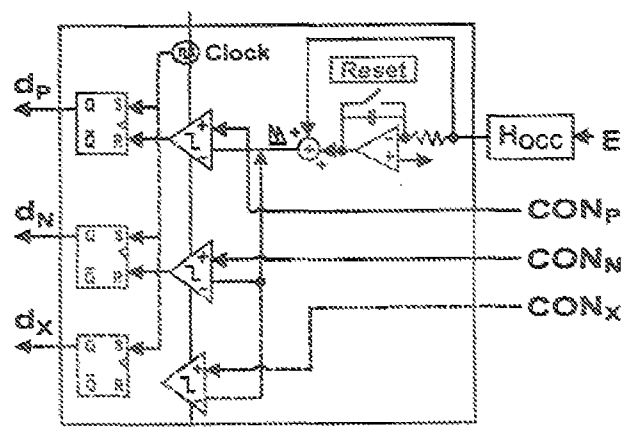 Clock
Reset
dP
Q S
Q̄ R
+
-
+
HOCC
E
CONP
dN
Q S
Q̄ R
+
-
CONN
CONX
dX
Q S
Q̄ R
+
-